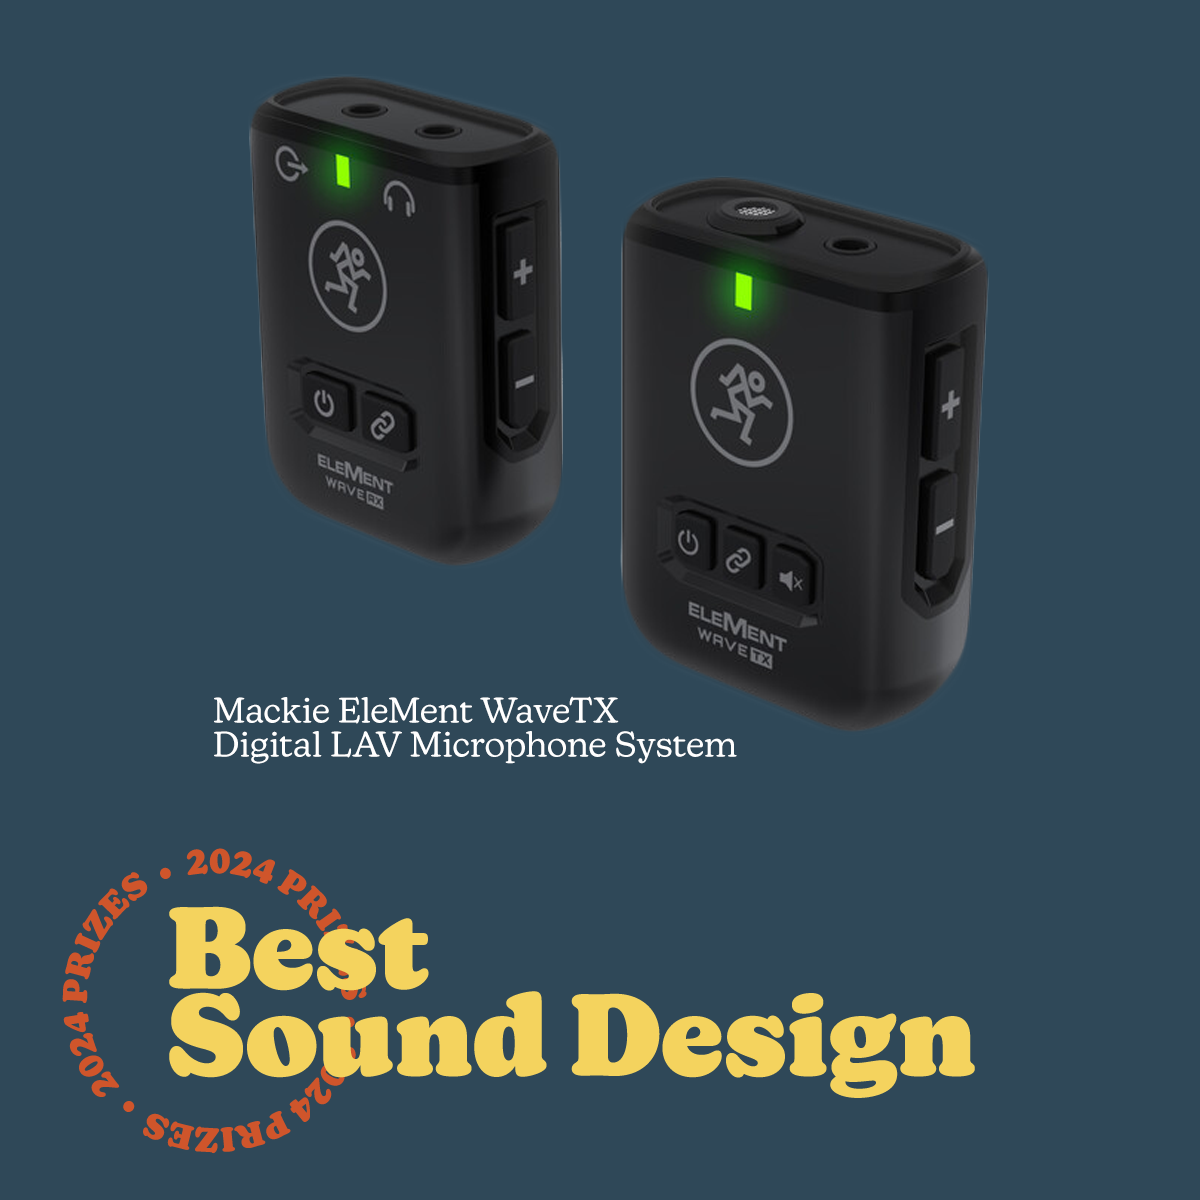 ELEMENT
WAVE RX
ELEMENT
WAVE TX
Mackie EleMent WaveTX
Digital LAV Microphone System
2024 PRIZES • 2024 PRIZES • 2024 PRIZES •
Best
Sound Design